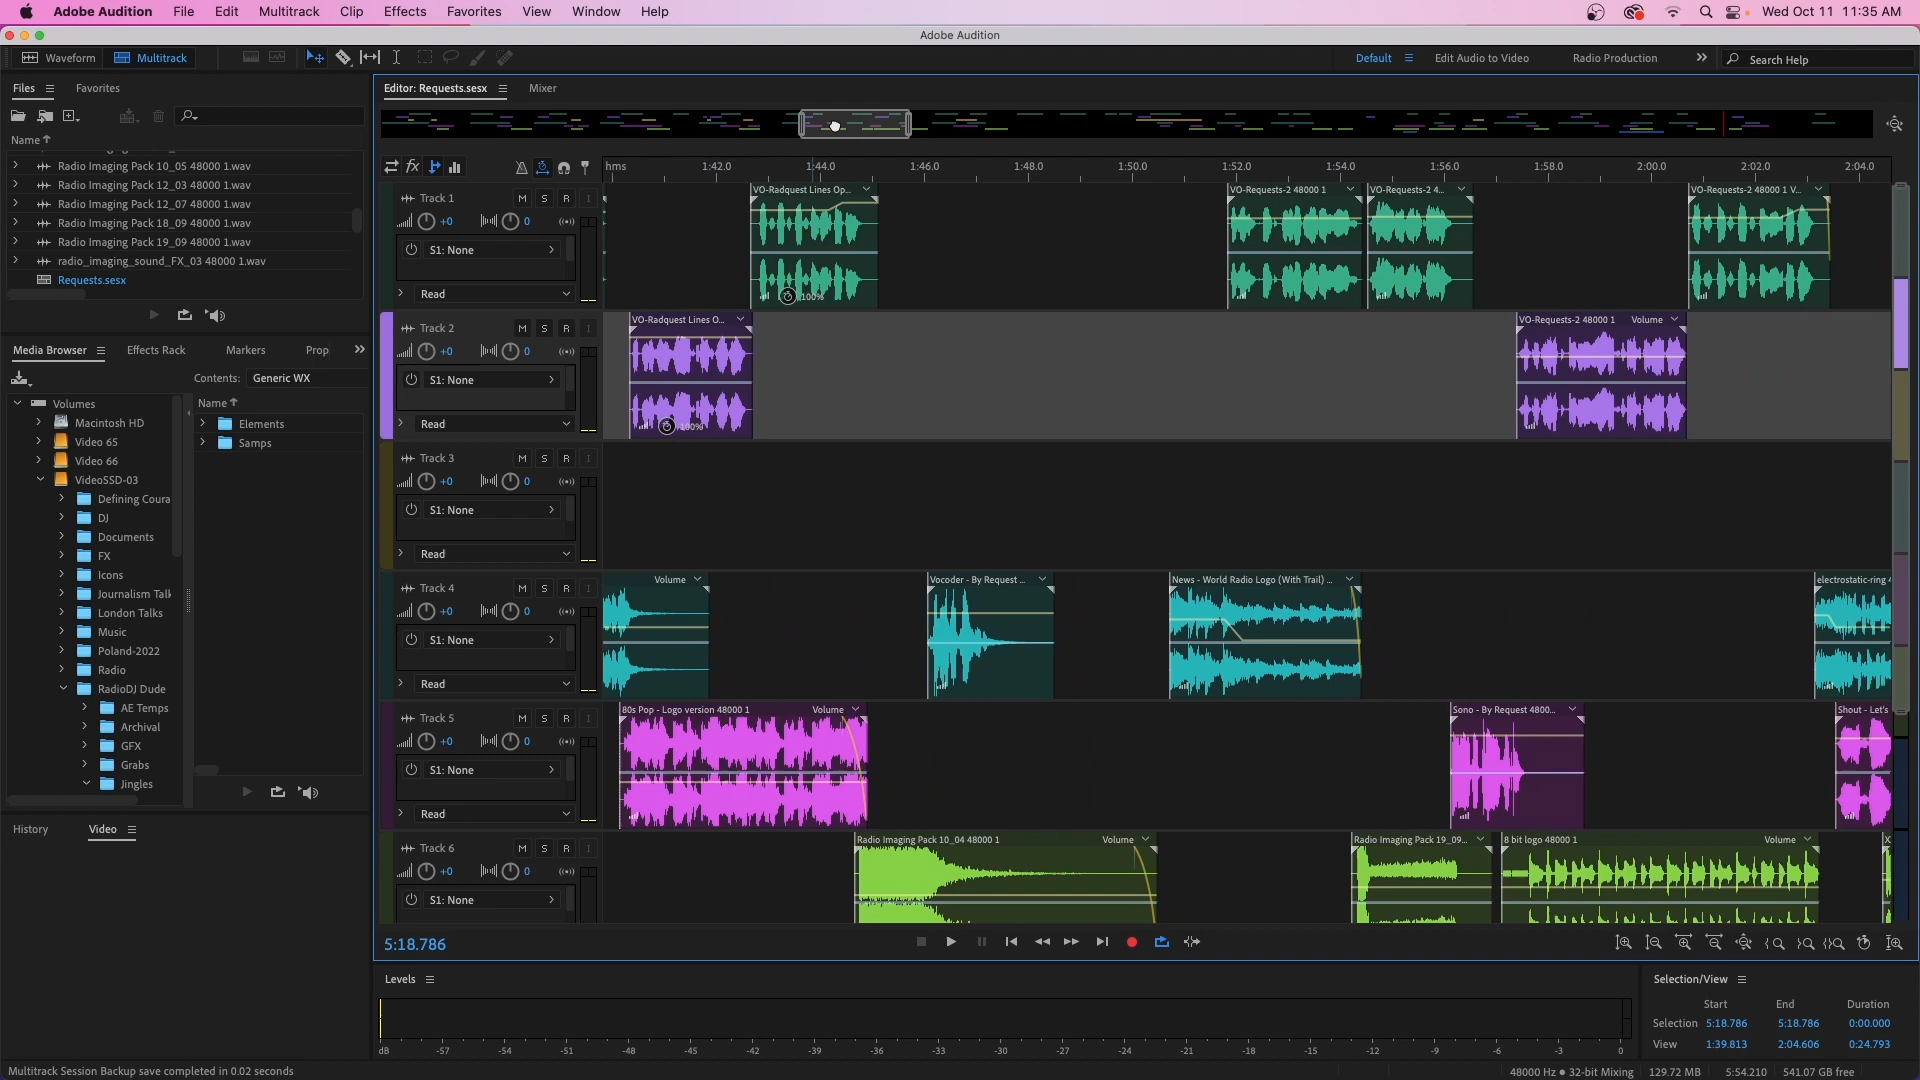 Adobe Audition File Edit Multitrack Clip Effects Favorites View Window Help Wed Oct 11 11:35 AM
Adobe Audition
Waveform Multitrack Default Edit Audio to Video Radio Production Search Help
Files Favorites
Name
Radio Imaging Pack 10_05 48000 1.wav
Radio Imaging Pack 12_03 48000 1.wav
Radio Imaging Pack 12_07 48000 1.wav
Radio Imaging Pack 18_09 48000 1.wav
Radio Imaging Pack 19_09 48000 1.wav
radio_imaging_sound_FX_03 48000 1.wav
Requests.sesx
Media Browser Effects Rack Markers Prop
Contents: Generic WX
Volumes
Macintosh HD
Video 65
Video 66
VideoSSD-03
Defining Coura
DJ
Documents
FX
Icons
Journalism Talk
London Talks
Music
Poland-2022
Radio
RadioDJ Dude
AE Temps
Archival
GFX
Grabs
Jingles
Name
Elements
Samps
History Video
Editor: Requests.sesx Mixer
fx hms 1:42.0 1:44.0 1:46.0 1:48.0 1:50.0 1:52.0 1:54.0 1:56.0 1:58.0 2:00.0 2:02.0 2:04.0
Track 1 M S R I
+0 0
S1: None
Read
VO-Radquest Lines Op... VO-Requests-2 48000 1 VO-Requests-2 4... VO-Requests-2 48000 1 V...
100%
Track 2 M S R I
+0 0
S1: None
Read
VO-Radquest Lines O... VO-Requests-2 48000 1 Volume
100%
Track 3 M S R I
+0 0
S1: None
Read
Track 4 M S R I
+0 0
S1: None
Read
Volume Vocoder - By Request ... News - World Radio Logo (With Trail) ... electrostatic-ring 4
Track 5 M S R I
+0 0
S1: None
Read
80s Pop - Logo version 48000 1 Volume Sono - By Request 4800... Shout - Let's
Track 6 M S R I
+0 0
S1: None
Radio Imaging Pack 10_04 48000 1 Volume Radio Imaging Pack 19_09... 8 bit logo 48000 1 Volume X
5:18.786
Levels
dB -57 -54 -51 -48 -45 -42 -39 -36 -33 -30 -27 -24 -21 -18 -15 -12 -9 -6 -3 0
Selection/View
Start End Duration
Selection 5:18.786 5:18.786 0:00.000
View 1:39.813 2:04.606 0:24.793
Multitrack Session Backup save completed in 0.02 seconds
48000 Hz ● 32-bit Mixing 129.72 MB 5:54.210 541.07 GB free